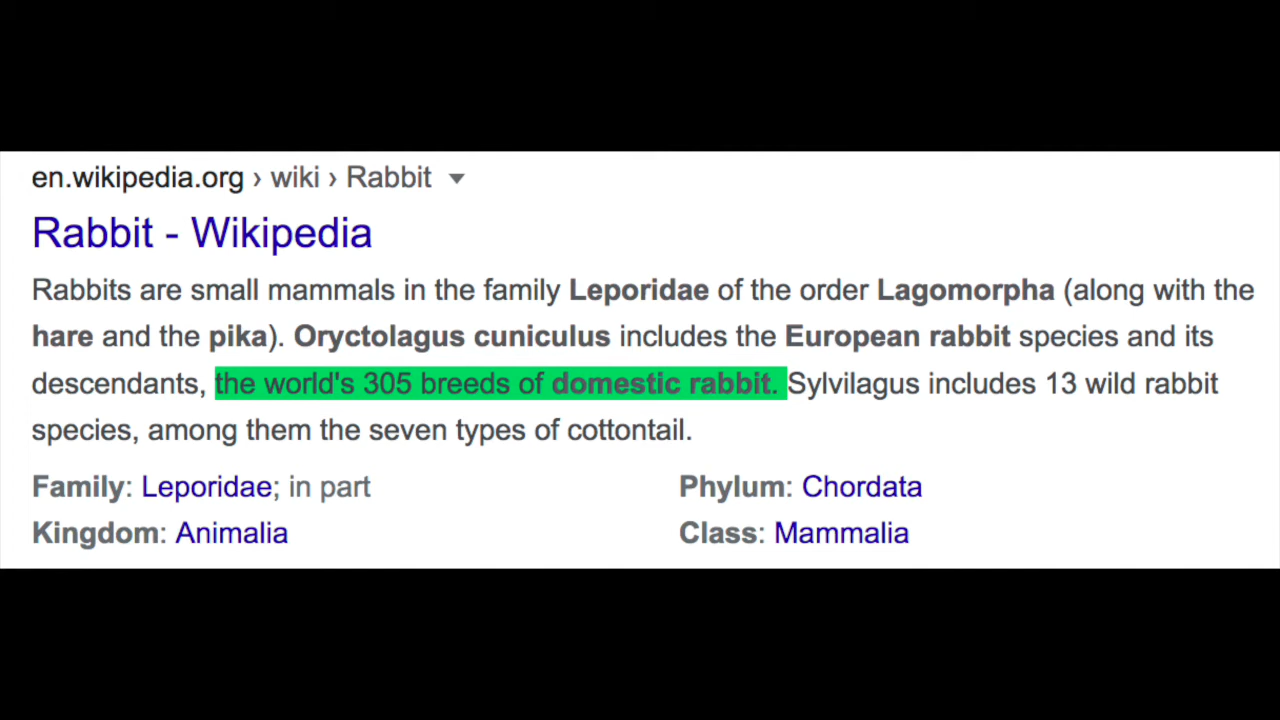 en.wikipedia.org › wiki › Rabbit
Rabbit - Wikipedia
Rabbits are small mammals in the family Leporidae of the order Lagomorpha (along with the
hare and the pika). Oryctolagus cuniculus includes the European rabbit species and its
descendants, the world's 305 breeds of domestic rabbit. Sylvilagus includes 13 wild rabbit
species, among them the seven types of cottontail.
Family: Leporidae; in part Phylum: Chordata
Kingdom: Animalia Class: Mammalia